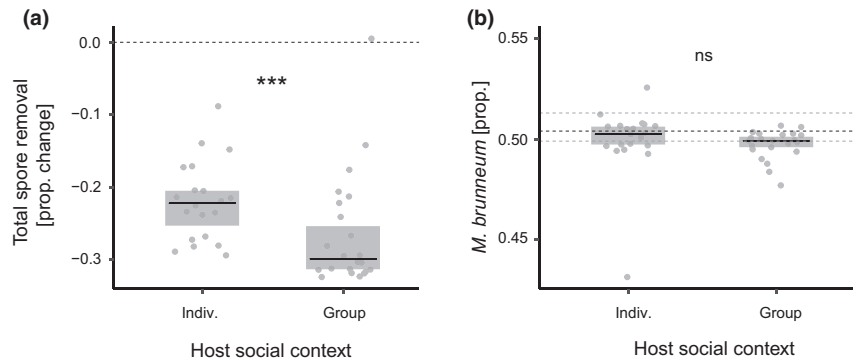 (a)
Total spore removal
[prop. change]
0.0
−0.1
−0.2
−0.3
***
Indiv.
Group
Host social context
(b)
M. brunneum [prop.]
0.55
0.50
0.45
ns
Indiv.
Group
Host social context